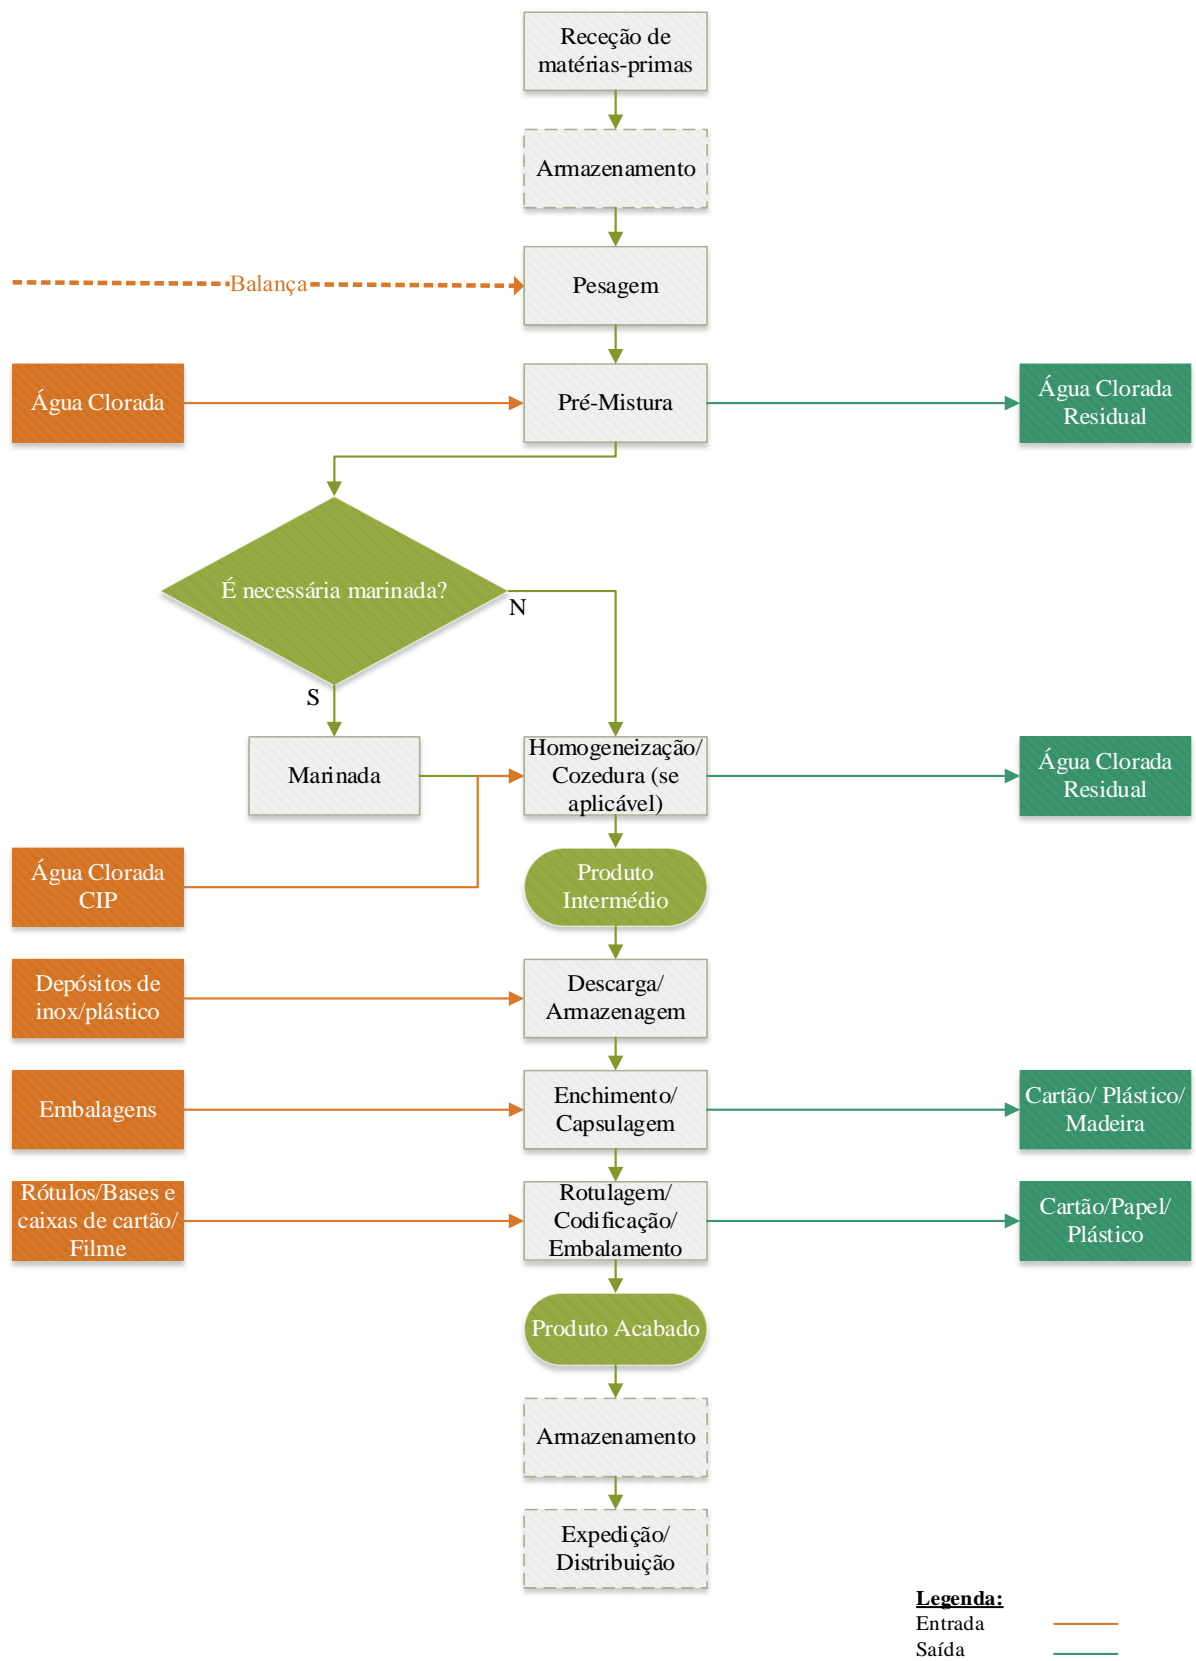 Receção de
matérias-primas
Armazenamento
Balança
Pesagem
Água Clorada
Pré-Mistura
Água Clorada
Residual
É necessária marinada?
N
S
Marinada
Homogeneização/
Cozedura (se
aplicável)
Água Clorada
Residual
Água Clorada
CIP
Produto
Intermédio
Depósitos de
inox/plástico
Descarga/
Armazenagem
Embalagens
Enchimento/
Capsulagem
Cartão/ Plástico/
Madeira
Rótulos/Bases e
caixas de cartão/
Filme
Rotulagem/
Codificação/
Embalamento
Cartão/Papel/
Plástico
Produto Acabado
Armazenamento
Expedição/
Distribuição
Legenda:
Entrada
Saída